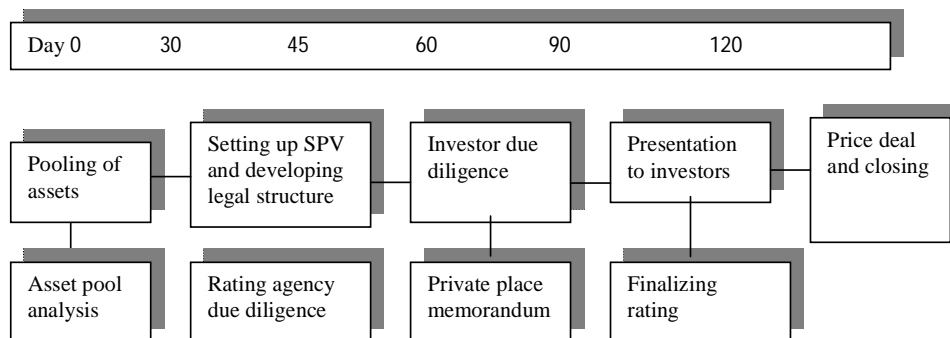 Day 0 30 45 60 90 120
Pooling of
assets
Setting up SPV
and developing
legal structure
Investor due
diligence
Presentation
to investors
Price deal
and closing
Asset pool
analysis
Rating agency
due diligence
Private place
memorandum
Finalizing
rating